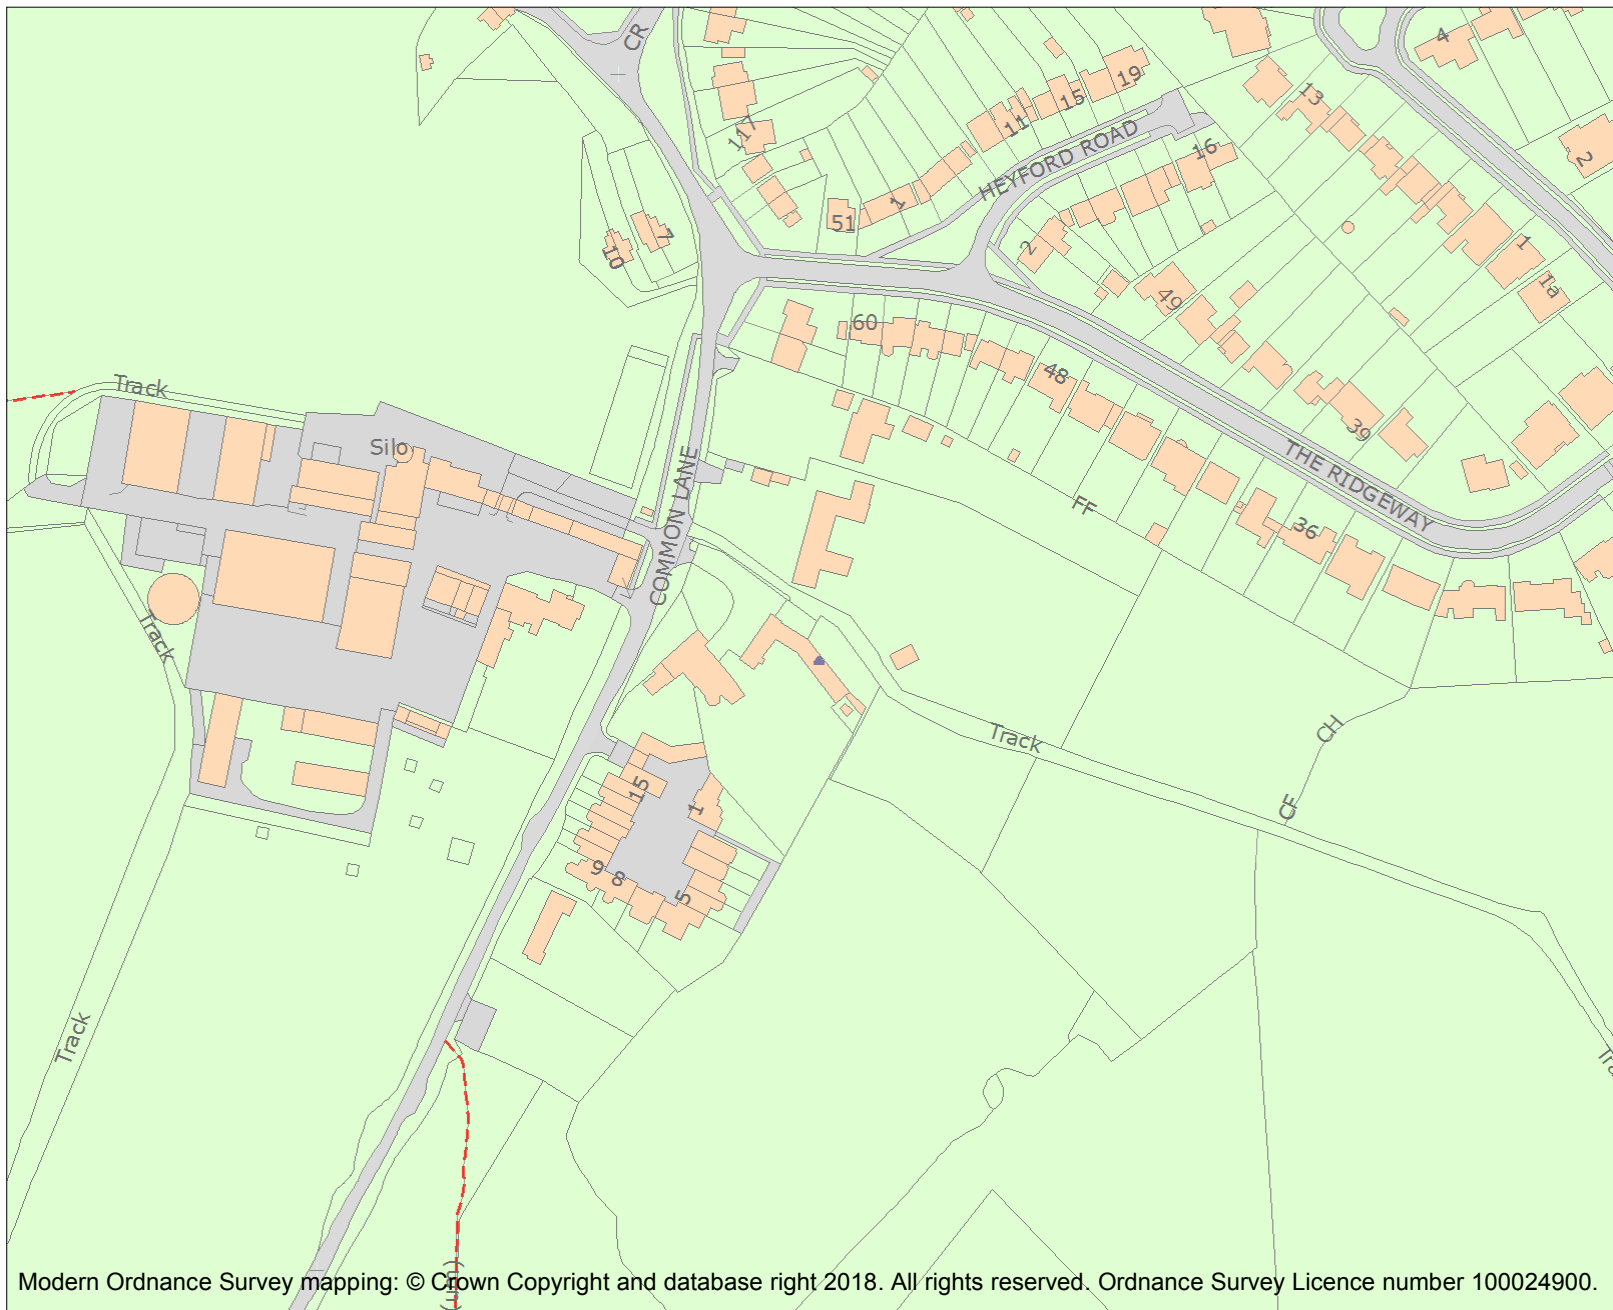 CR
4
19
15
13
11
117
HEYFORD ROAD
16
2
1
51
7
10
2
1
1a
49
60
48
Track
39
Silo
THE RIDGEWAY
COMMON LANE
FF
36
Track
CH
Track
15
1
CF
9
8
5
Track
(um)
Modern Ordnance Survey mapping: © Crown Copyright and database right 2018. All rights reserved. Ordnance Survey Licence number 100024900.